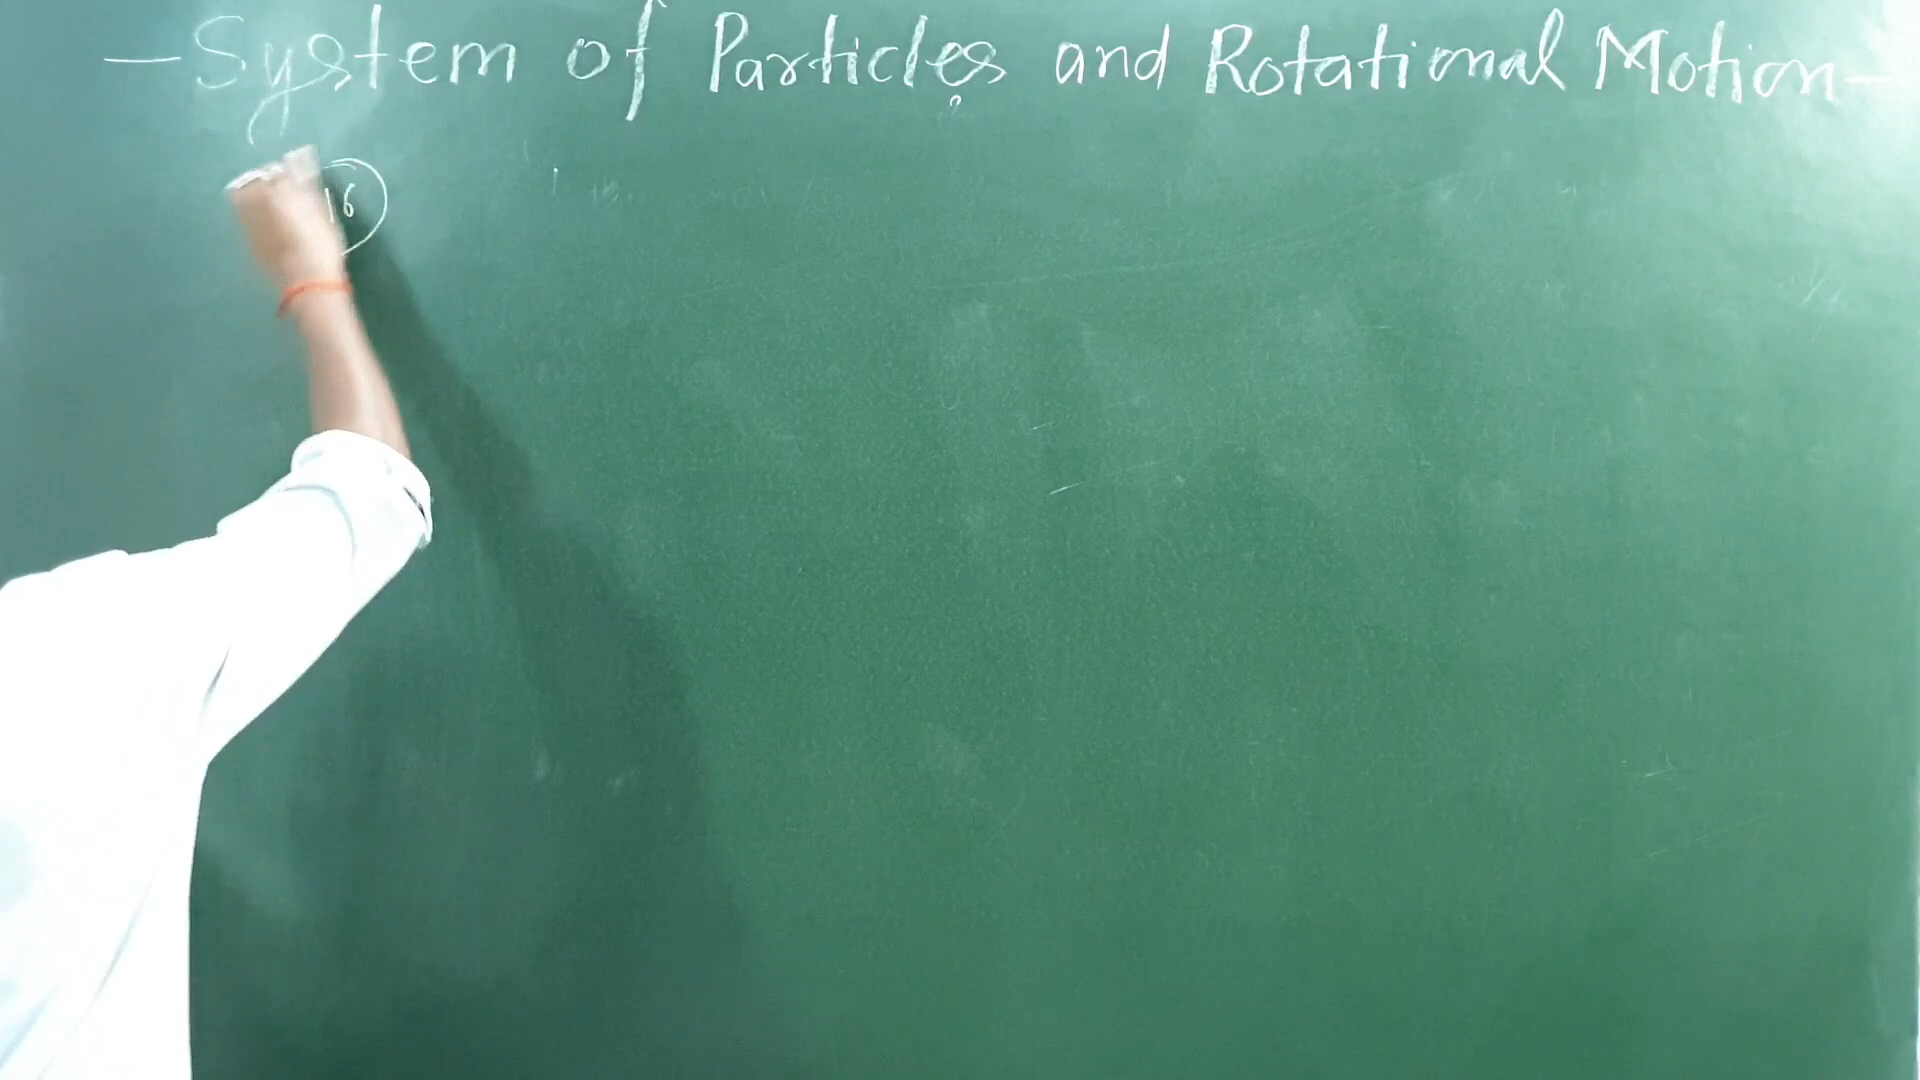 —System of Particles and Rotational Motion—
16